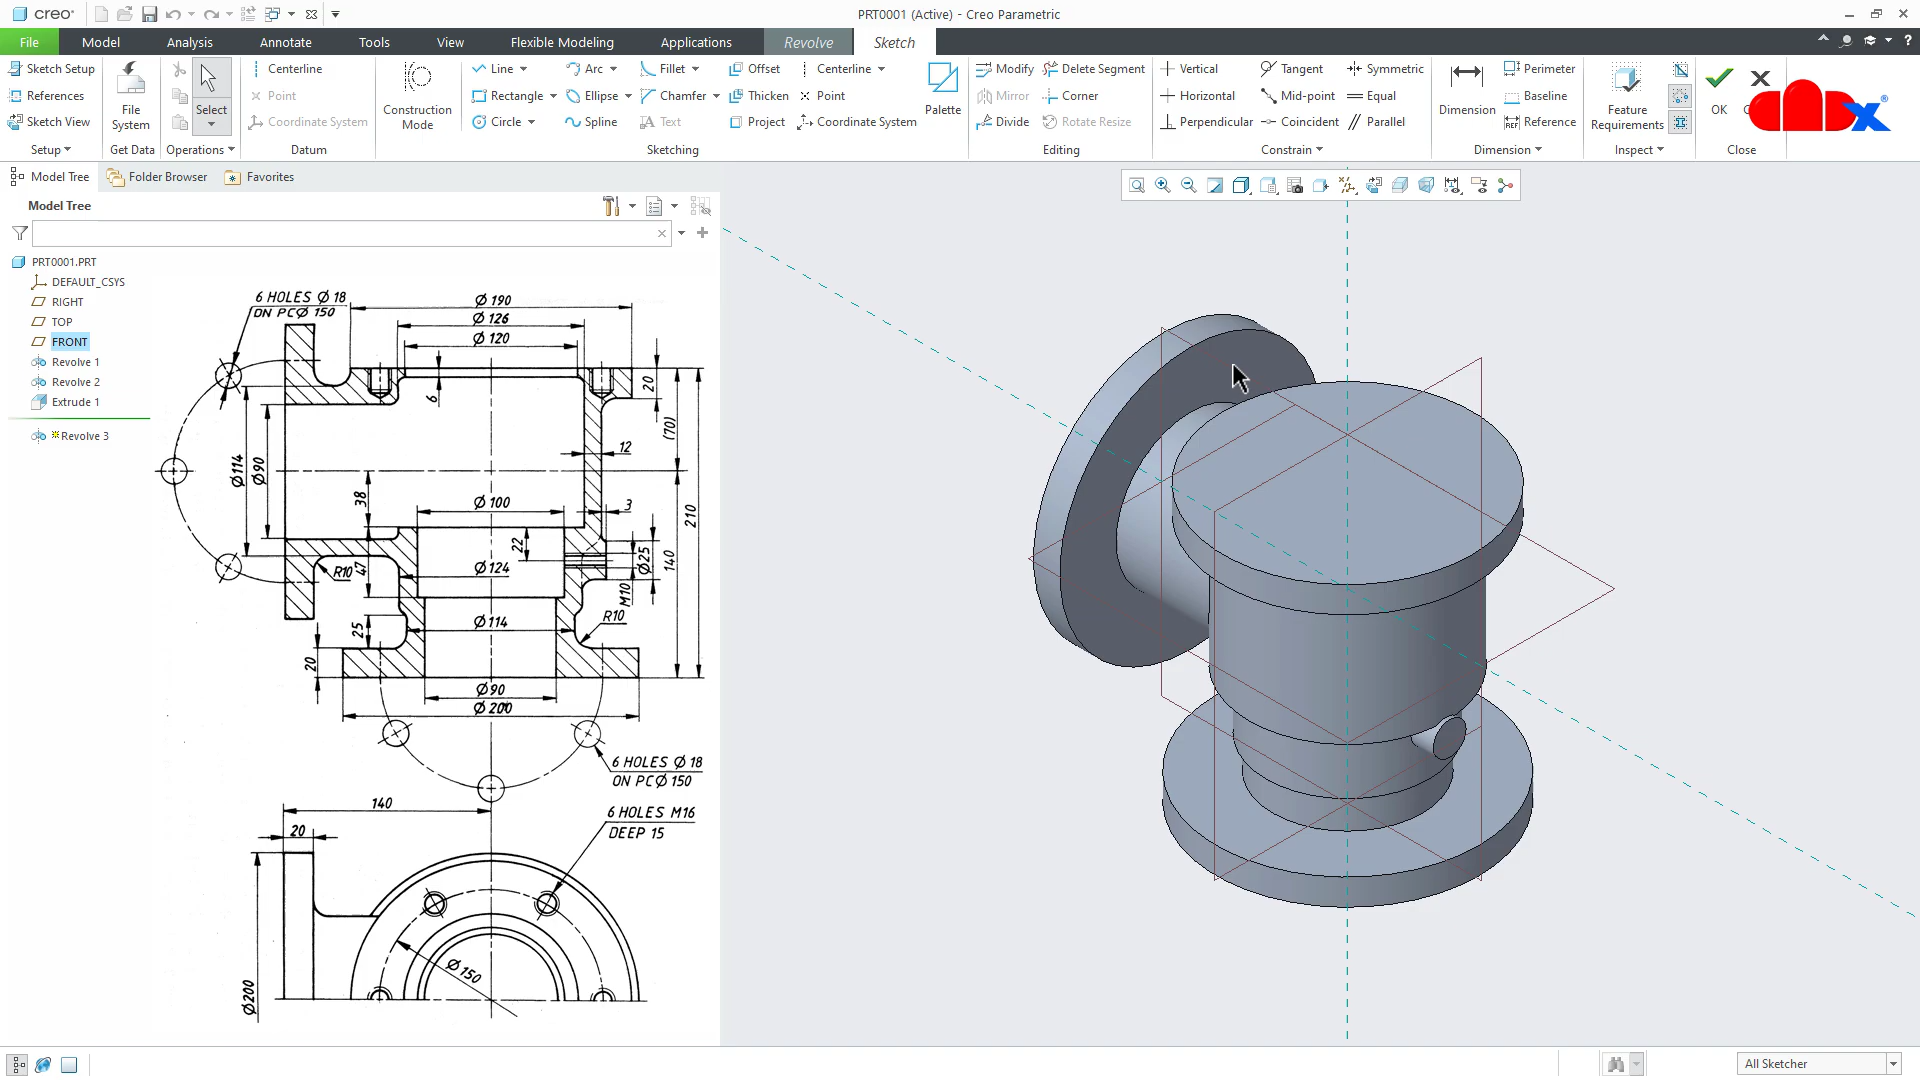 creo
PRT0001 (Active) - Creo Parametric
File Model Analysis Annotate Tools View Flexible Modeling Applications Revolve Sketch
Sketch Setup
References
Sketch View
Setup
File System
Get Data
Select
Operations
Centerline
Point
Coordinate System
Datum
Construction Mode
Line Arc Fillet Offset Centerline
Rectangle Ellipse Chamfer Thicken Point
Circle Spline Text Project Coordinate System
Palette
Sketching
Modify Delete Segment
Mirror Corner
Divide Rotate Resize
Editing
Vertical Tangent Symmetric
Horizontal Mid-point Equal
Perpendicular Coincident Parallel
Constrain
Dimension
Perimeter
Baseline
REF Reference
Dimension
Feature Requirements
Inspect
OK
Close
CADX®
Model Tree Folder Browser Favorites
Model Tree
PRT0001.PRT
DEFAULT_CSYS
RIGHT
TOP
FRONT
Revolve 1
Revolve 2
Extrude 1
Revolve 3
6 HOLES Ø 18
ON PCØ 150
Ø 190
Ø 126
Ø 120
6
20
(70)
12
Ø114
Ø90
38
Ø 100
3
210
22
Ø25
140
R10
47
Ø 124
M10
R10
25
Ø 114
20
Ø90
Ø 200
6 HOLES Ø 18
ON PCØ 150
140
6 HOLES M16
DEEP 15
20
Ø 150
Ø200
All Sketcher